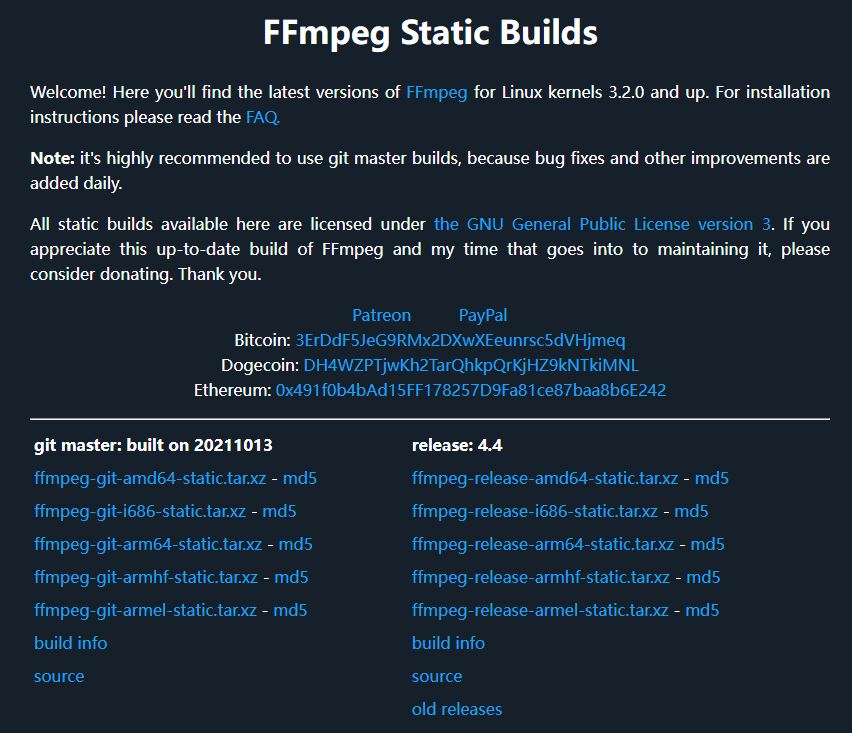 FFmpeg Static Builds
Welcome! Here you'll find the latest versions of FFmpeg for Linux kernels 3.2.0 and up. For installation
instructions please read the FAQ.
Note: it's highly recommended to use git master builds, because bug fixes and other improvements are
added daily.
All static builds available here are licensed under the GNU General Public License version 3. If you
appreciate this up-to-date build of FFmpeg and my time that goes into to maintaining it, please
consider donating. Thank you.
Patreon PayPal
Bitcoin: 3ErDdF5JeG9RMx2DXwXEeunrsc5dVHjmeq
Dogecoin: DH4WZPTjwKh2TarQhkpQrKjHZ9kNTkiMNL
Ethereum: 0x491f0b4bAd15FF178257D9Fa81ce87baa8b6E242
git master: built on 20211013
ffmpeg-git-amd64-static.tar.xz - md5
ffmpeg-git-i686-static.tar.xz - md5
ffmpeg-git-arm64-static.tar.xz - md5
ffmpeg-git-armhf-static.tar.xz - md5
ffmpeg-git-armel-static.tar.xz - md5
build info
source
release: 4.4
ffmpeg-release-amd64-static.tar.xz - md5
ffmpeg-release-i686-static.tar.xz - md5
ffmpeg-release-arm64-static.tar.xz - md5
ffmpeg-release-armhf-static.tar.xz - md5
ffmpeg-release-armel-static.tar.xz - md5
build info
source
old releases